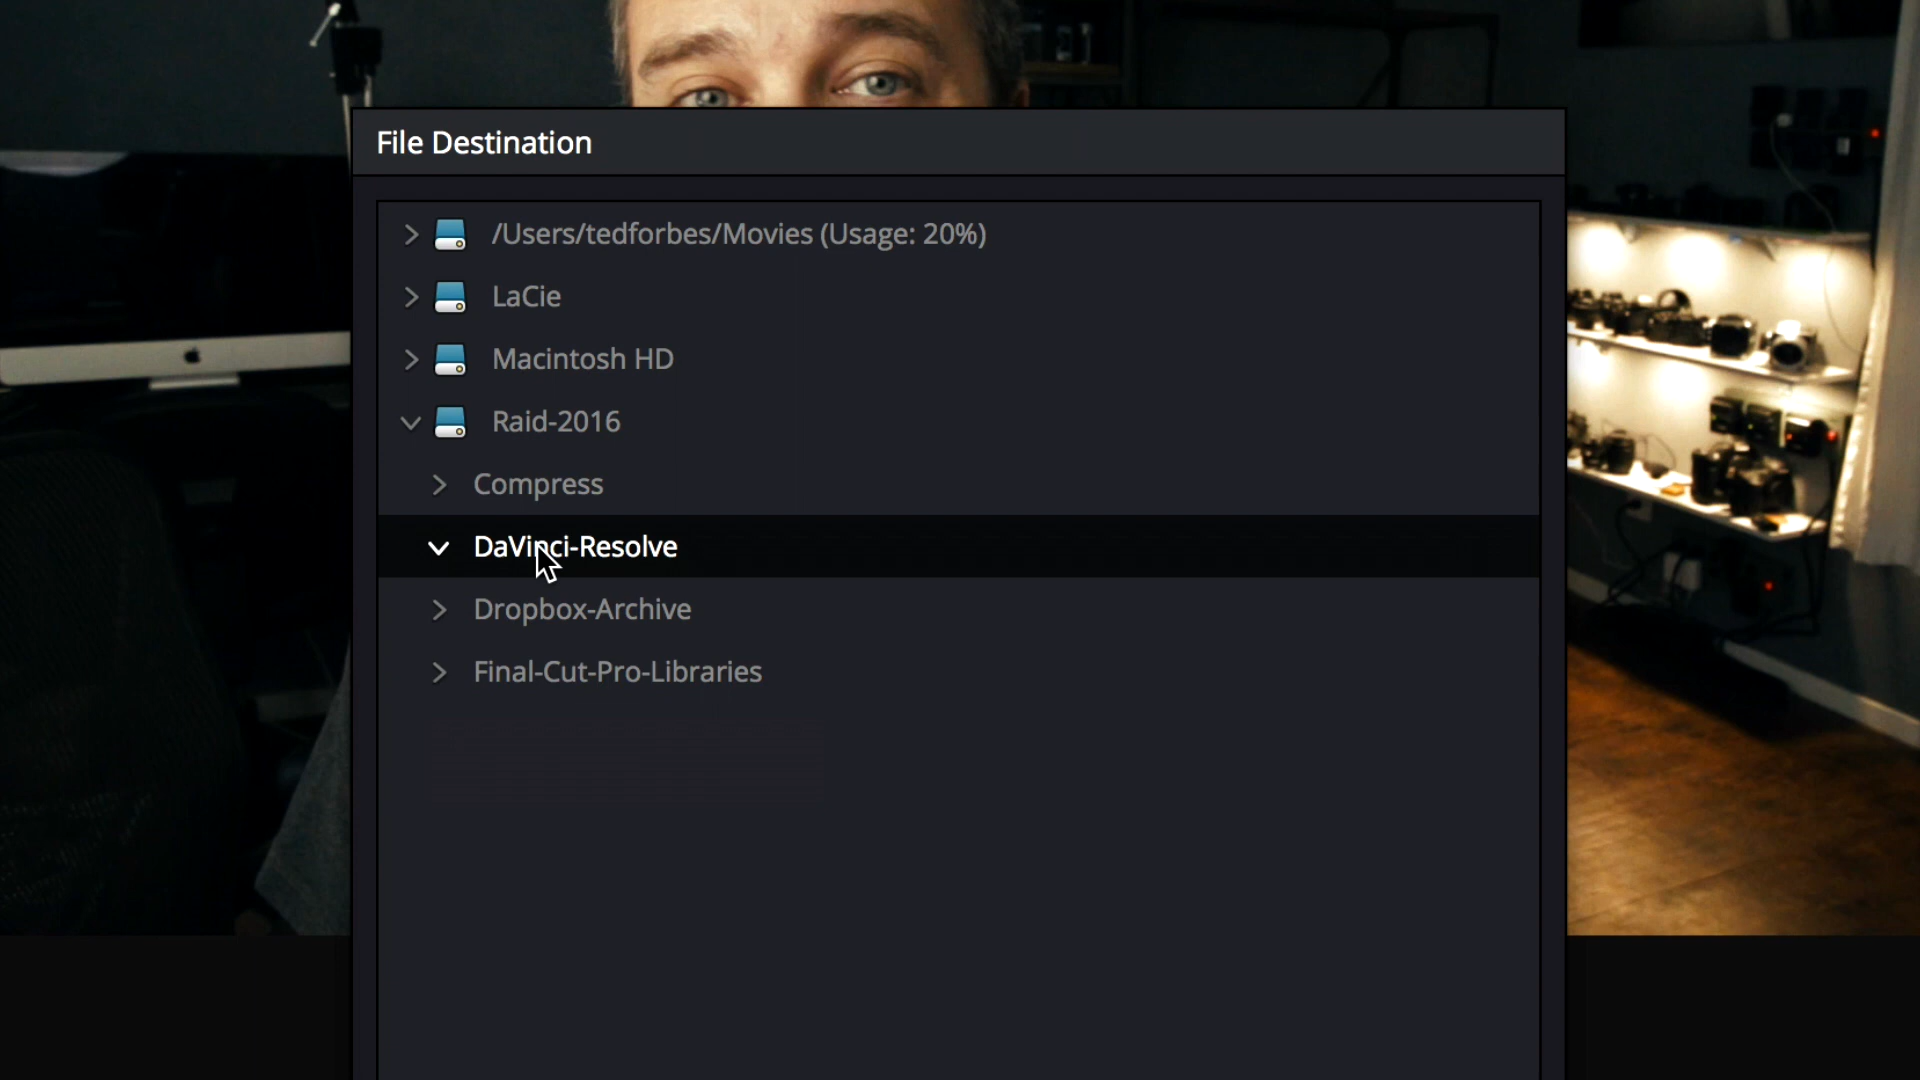 File Destination
/Users/tedforbes/Movies (Usage: 20%)
LaCie
Macintosh HD
Raid-2016
Compress
DaVinci-Resolve
Dropbox-Archive
Final-Cut-Pro-Libraries